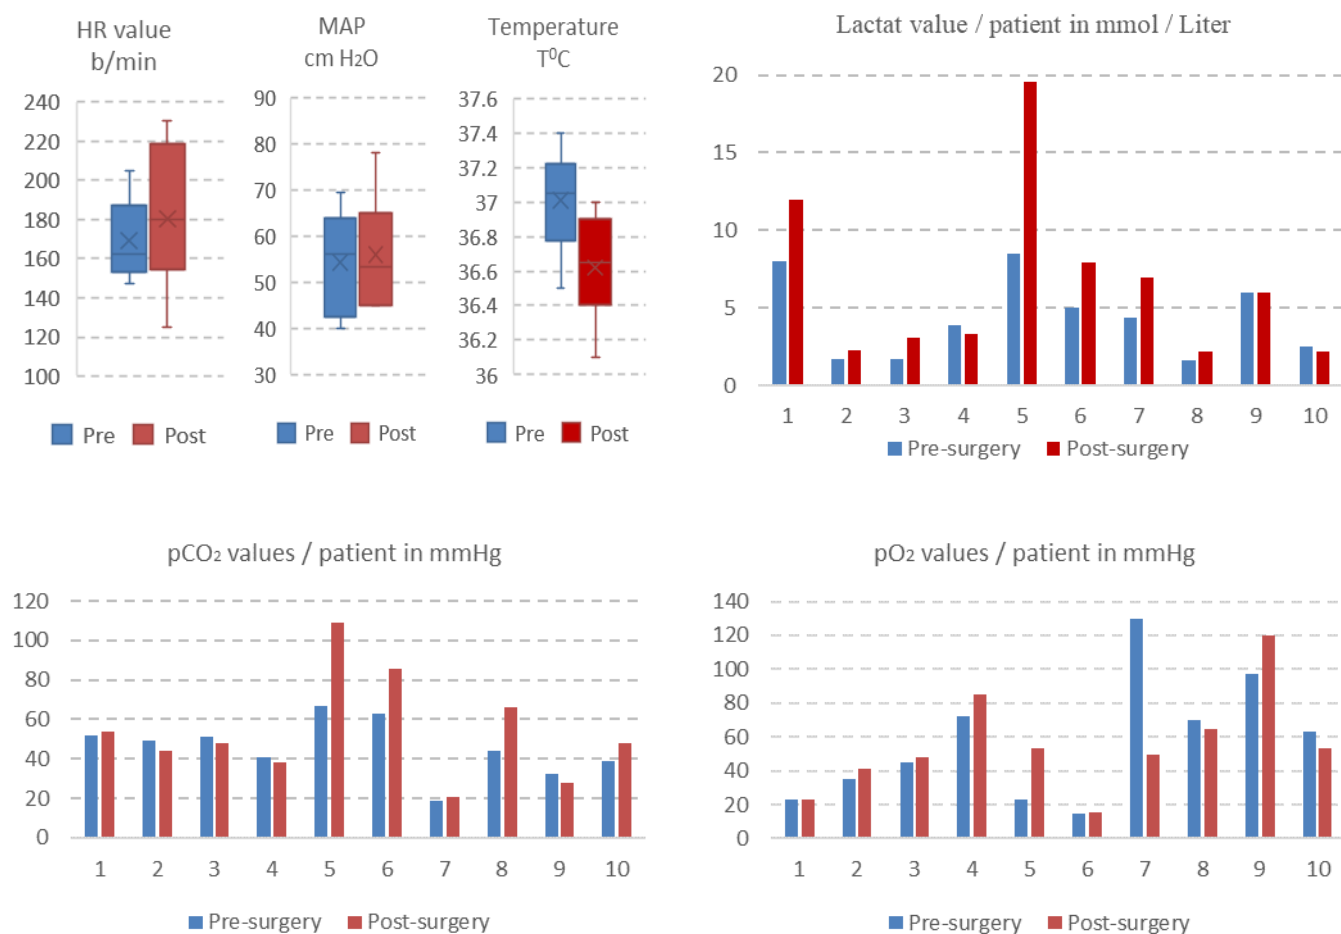 HR value
b/min
240
220
200
180
160
140
120
100
Pre Post
MAP
cm H₂O
90
80
70
60
50
40
30
Pre Post
Temperature
T⁰C
37.6
37.4
37.2
37
36.8
36.6
36.4
36.2
36
Pre Post
Lactat value / patient in mmol / Liter
20
15
10
5
0
1 2 3 4 5 6 7 8 9 10
Pre-surgery Post-surgery
pCO₂ values / patient in mmHg
120
100
80
60
40
20
0
1 2 3 4 5 6 7 8 9 10
Pre-surgery Post-surgery
pO₂ values / patient in mmHg
140
120
100
80
60
40
20
0
1 2 3 4 5 6 7 8 9 10
Pre-surgery Post-surgery